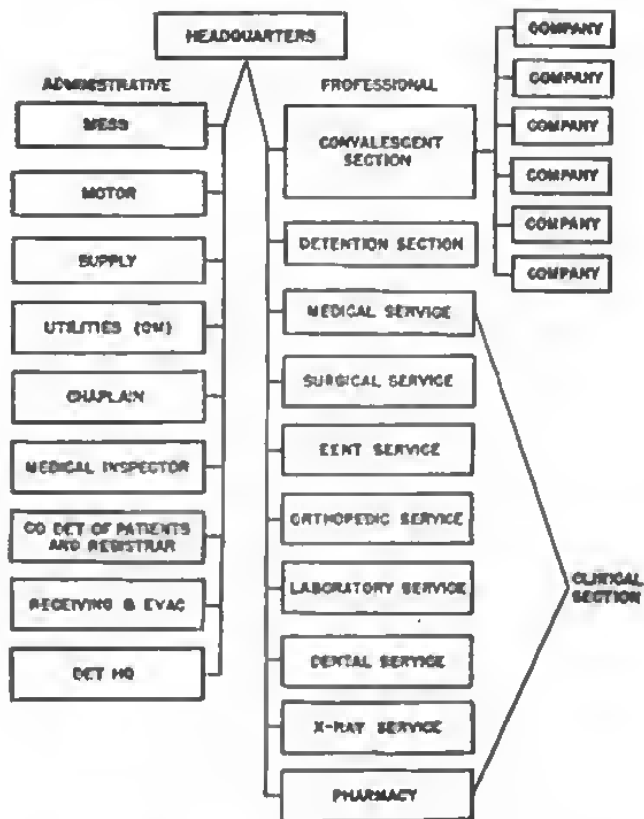 HEADQUARTERS
ADMINISTRATIVE
MESS
MOTOR
SUPPLY
UTILITIES (QM)
CHAPLAIN
MEDICAL INSPECTOR
CO DET OF PATIENTS
AND REGISTRAR
RECEIVING & EVAC
DET HQ
PROFESSIONAL
CONVALESCENT
SECTION
DETENTION SECTION
MEDICAL SERVICE
SURGICAL SERVICE
EENT SERVICE
ORTHOPEDIC SERVICE
LABORATORY SERVICE
DENTAL SERVICE
X-RAY SERVICE
PHARMACY
COMPANY
COMPANY
COMPANY
COMPANY
COMPANY
COMPANY
CLINICAL
SECTION